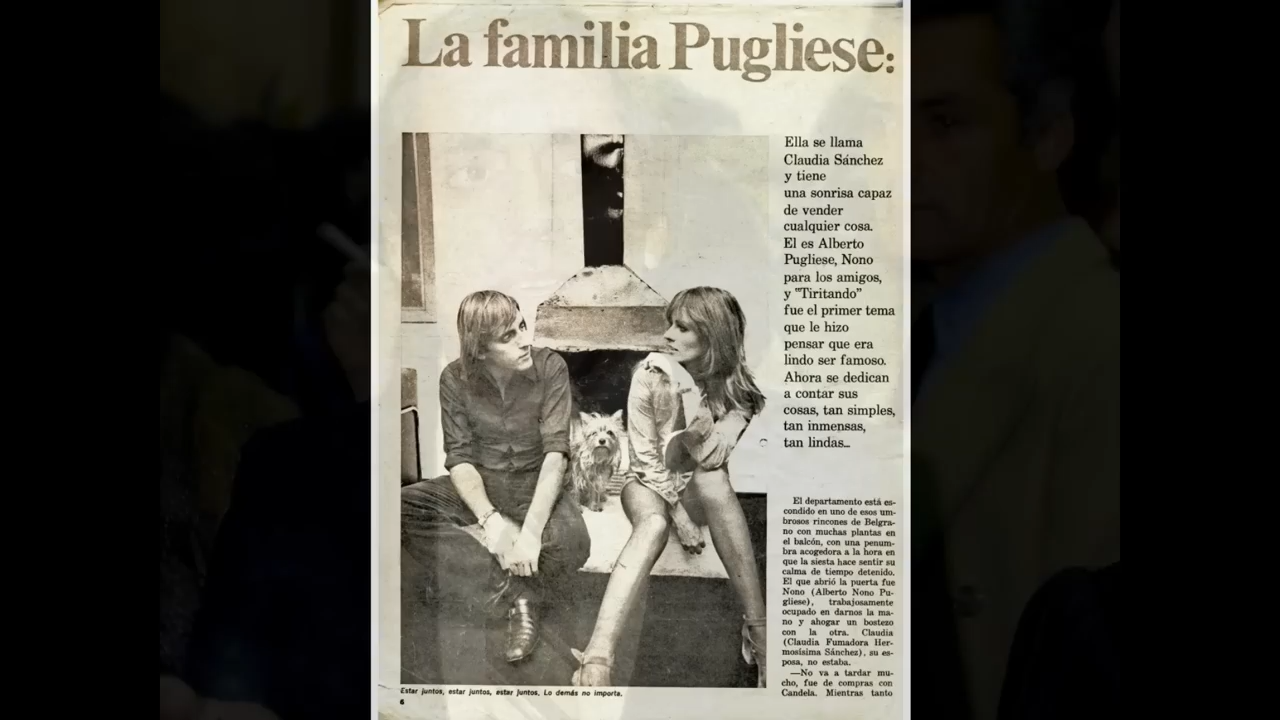 La familia Pugliese:
Ella se llama
Claudia Sánchez
y tiene
una sonrisa capaz
de vender
cualquier cosa.
El es Alberto
Pugliese, Nono
para los amigos,
y "Tiritando"
fue el primer tema
que le hizo
pensar que era
lindo ser famoso.
Ahora se dedican
a contar sus
cosas, tan simples,
tan inmensas,
tan lindas...
El departamento está es-
condido en uno de esos um-
brosos rincones de Belgra-
no con muchas plantas en
el balcón, con una penum-
bra acogedora a la hora en
que la siesta hace sentir su
calma de tiempo detenido.
El que abrió la puerta fue
Nono (Alberto Nono Pu-
gliese), trabajosamente
ocupado en darnos la ma-
no y ahogar un bostezo
con la otra. Claudia
(Claudia Fumadora Her-
mosísima Sánchez), su es-
posa, no estaba.
—No va a tardar mu-
cho, fue de compras con
Candela. Mientras tanto
Estar juntos, estar juntos, estar juntos. Lo demás no importa.
6